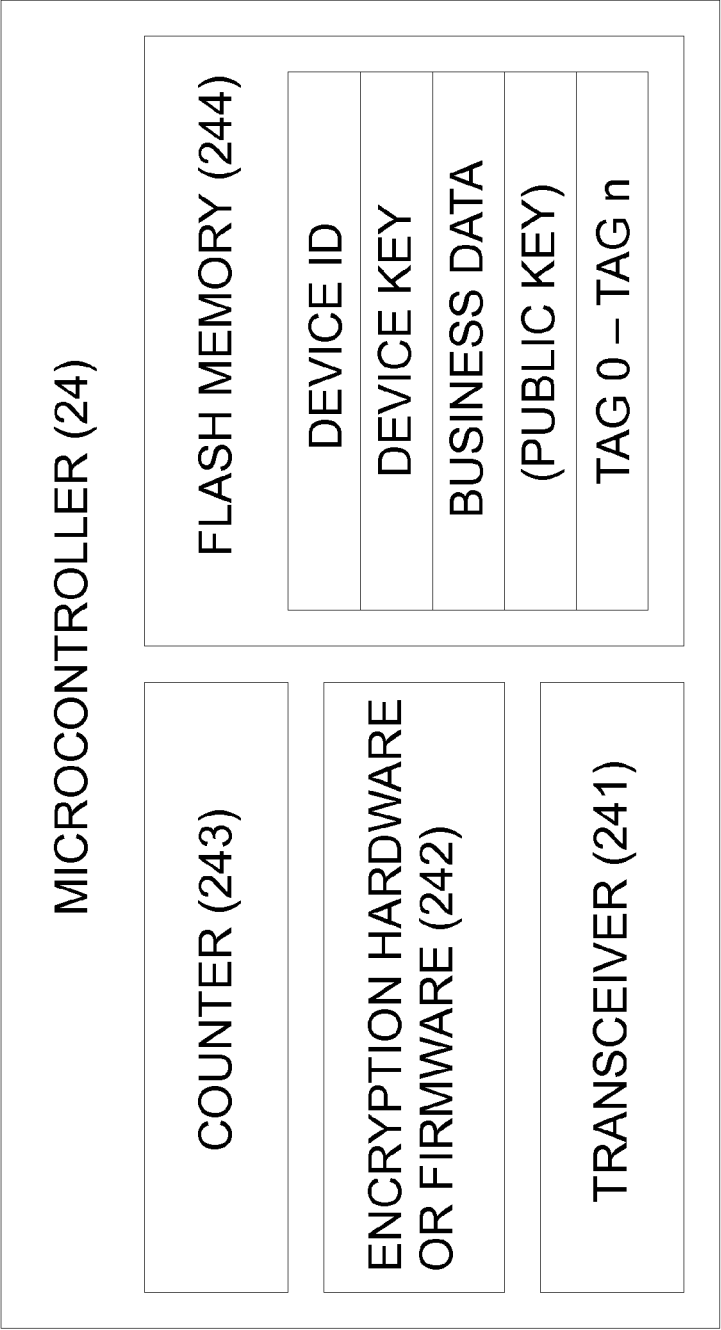 MICROCONTROLLER (24)
COUNTER (243)
ENCRYPTION HARDWARE
OR FIRMWARE (242)
TRANSCEIVER (241)
FLASH MEMORY (244)
DEVICE ID
DEVICE KEY
BUSINESS DATA
(PUBLIC KEY)
TAG 0 – TAG n